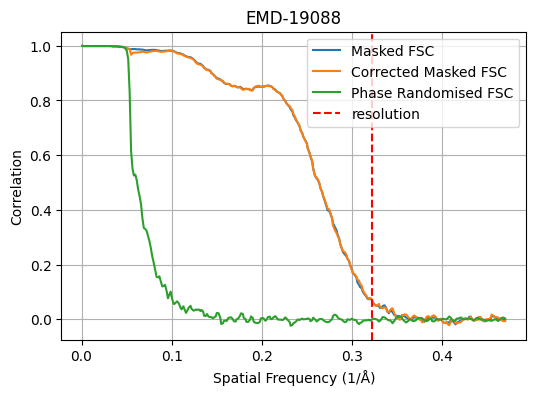 EMD-19088
Masked FSC
Corrected Masked FSC
Phase Randomised FSC
resolution
Correlation
1.0
0.8
0.6
0.4
0.2
0.0
0.0 0.1 0.2 0.3 0.4
Spatial Frequency (1/Å)